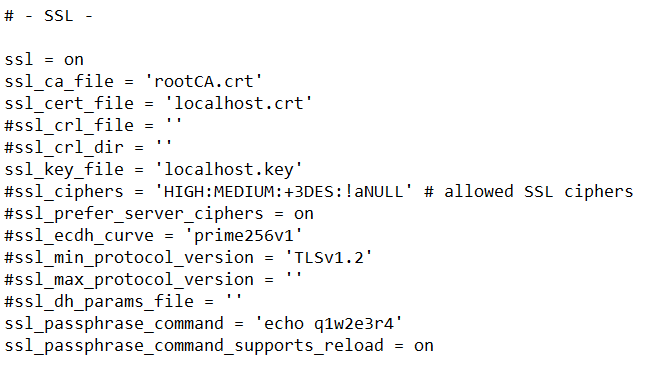 # - SSL -
ssl = on
ssl_ca_file = 'rootCA.crt'
ssl_cert_file = 'localhost.crt'
#ssl_crl_file = ''
#ssl_crl_dir = ''
ssl_key_file = 'localhost.key'
#ssl_ciphers = 'HIGH:MEDIUM:+3DES:!aNULL' # allowed SSL ciphers
#ssl_prefer_server_ciphers = on
#ssl_ecdh_curve = 'prime256v1'
#ssl_min_protocol_version = 'TLSv1.2'
#ssl_max_protocol_version = ''
#ssl_dh_params_file = ''
ssl_passphrase_command = 'echo q1w2e3r4'
ssl_passphrase_command_supports_reload = on